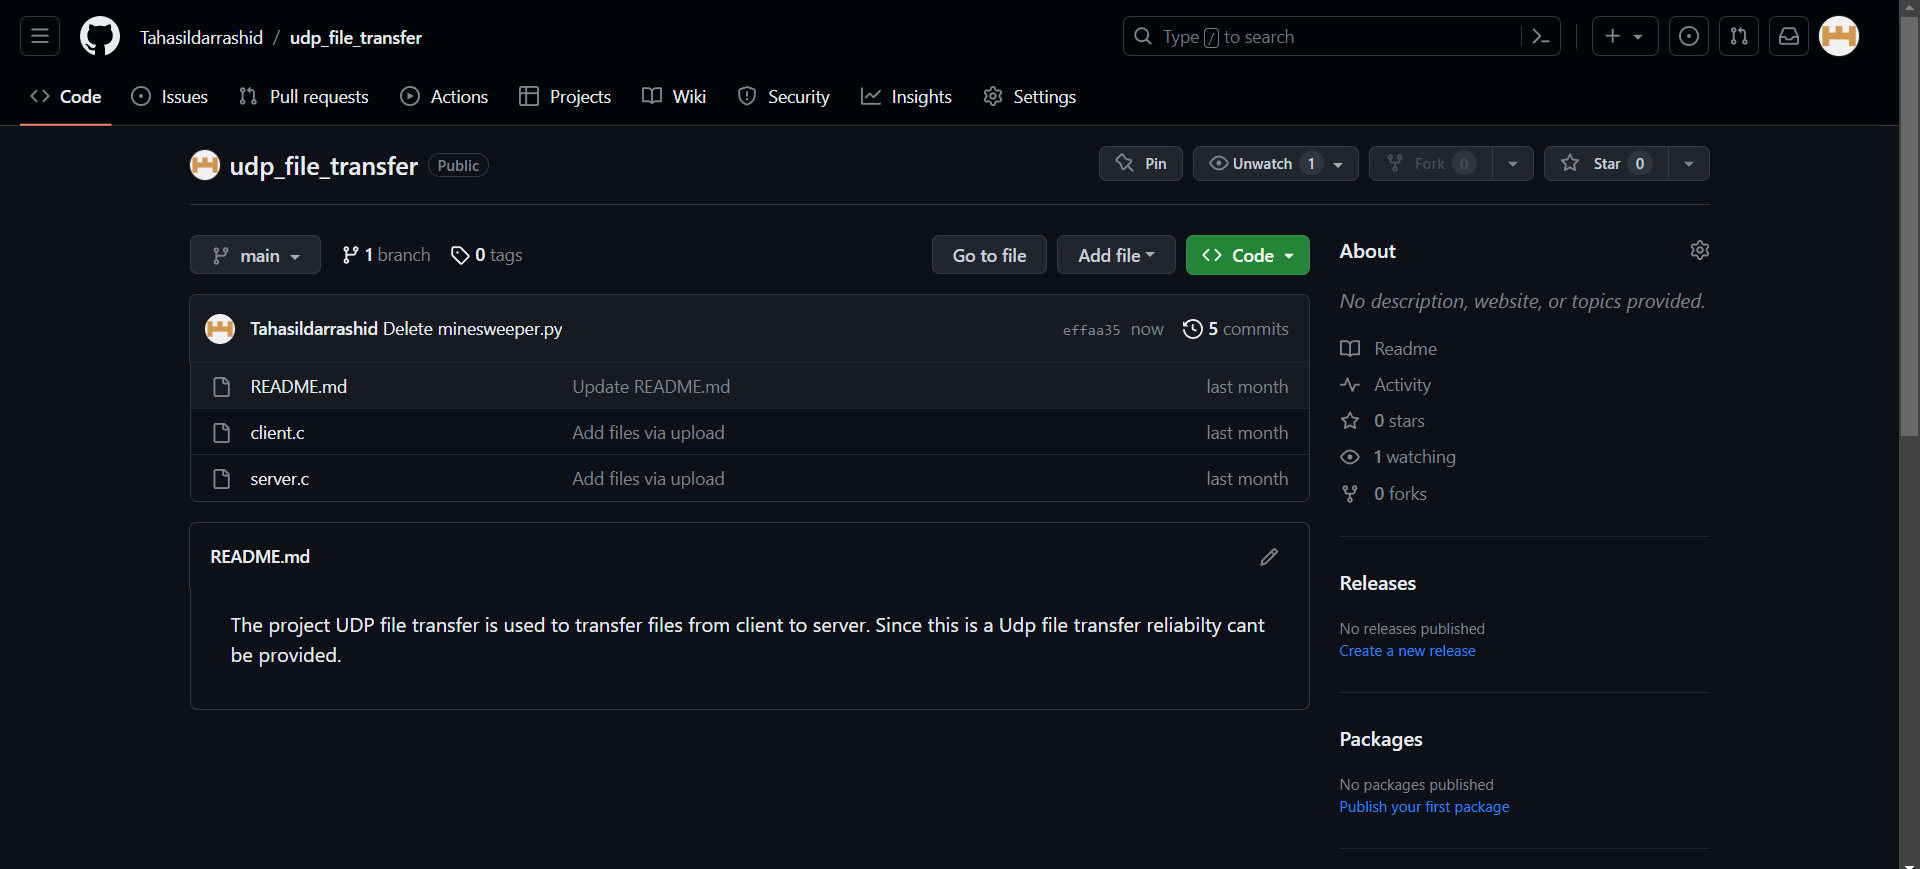 Tahasildarrashid / udp_file_transfer
Type / to search
Code Issues Pull requests Actions Projects Wiki Security Insights Settings
udp_file_transfer Public
Pin Unwatch 1 Fork 0 Star 0
main 1 branch 0 tags Go to file Add file Code
Tahasildarrashid Delete minesweeper.py effaa35 now 5 commits
README.md Update README.md last month
client.c Add files via upload last month
server.c Add files via upload last month
README.md
The project UDP file transfer is used to transfer files from client to server. Since this is a Udp file transfer reliabilty cant
be provided.
About
No description, website, or topics provided.
Readme
Activity
0 stars
1 watching
0 forks
Releases
No releases published
Create a new release
Packages
No packages published
Publish your first package